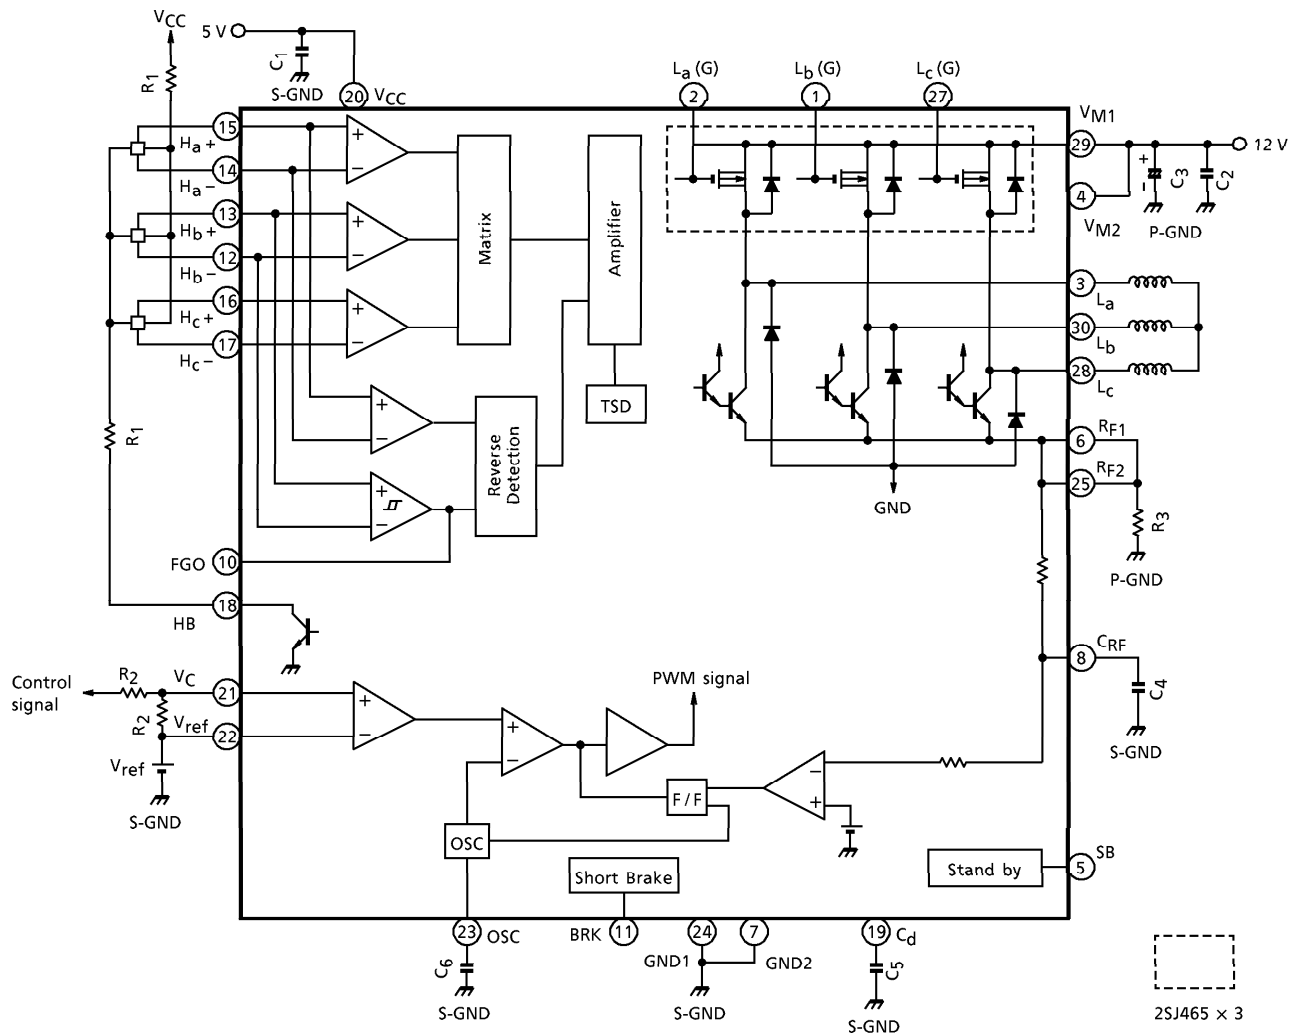 VCC
5 V
C1
R1
S-GND
20 VCC
La (G)
Lb (G)
Lc (G)
2
1
27
VM1
15
Ha+
29
12 V
14
Ha−
+
−
C3
C2
4
VM2
P-GND
13
Hb+
12
Hb−
16
Hc+
17
Hc−
+
−
+
−
+
−
Matrix
Amplifier
TSD
3
La
30
Lb
28
Lc
R1
+
−
+
−
Reverse
Detection
6 RF1
25 RF2
GND
R3
P-GND
FGO 10
HB 18
8 CRF
C4
S-GND
Control
signal
R2
VC 21
R2
Vref 22
Vref
S-GND
+
−
+
−
PWM signal
F/F
−
+
OSC
Short Brake
Stand by
5 SB
23 OSC
BRK 11
24
7
19 Cd
GND1
GND2
C6
S-GND
S-GND
C5
S-GND
2SJ465 × 3